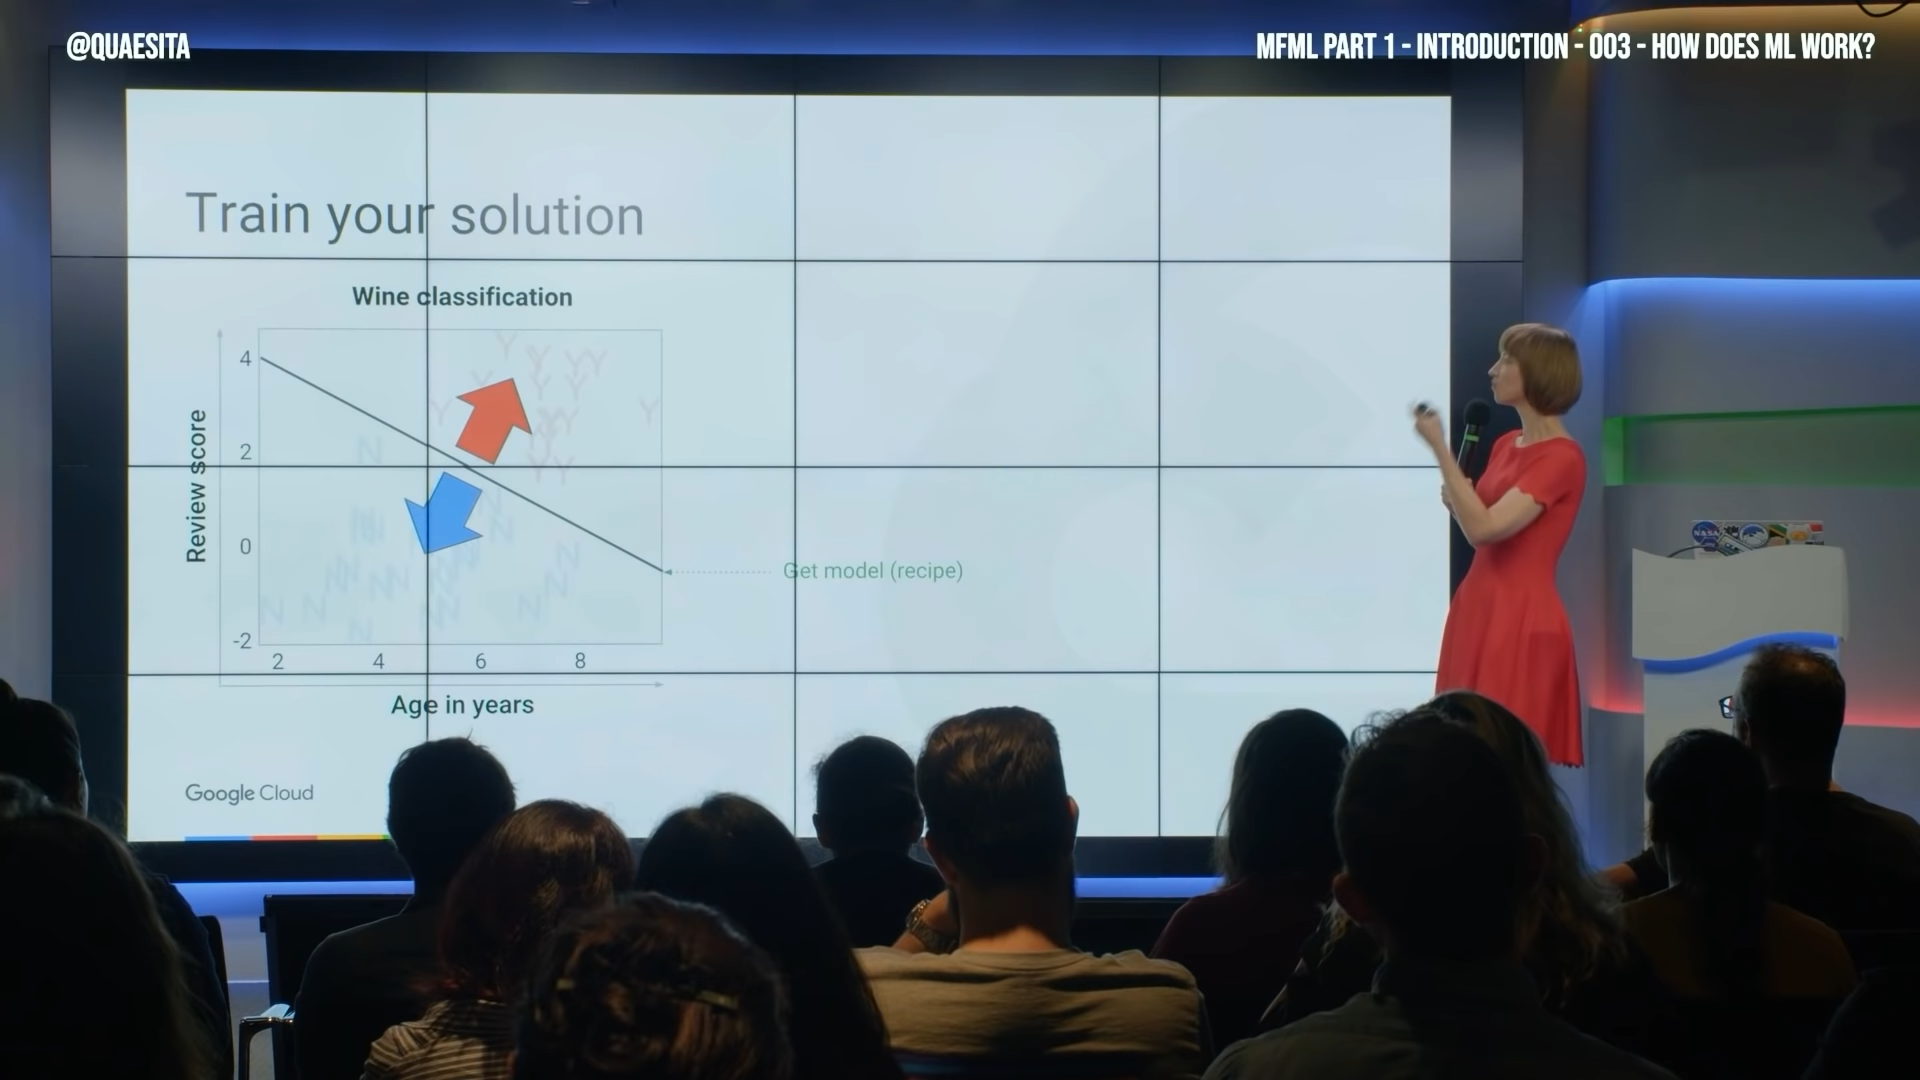 @QUAESITA
MFML PART 1 - INTRODUCTION - 003 - HOW DOES ML WORK?
Train your solution
Wine classification
Review score
4
2
0
-2
Y Y Y Y
Y Y Y
Y Y Y Y
Y
Y Y
N
N
N
N
N N
N N
N N
N
N
N
2 4 6 8
Age in years
Get model (recipe)
Google Cloud
NASA